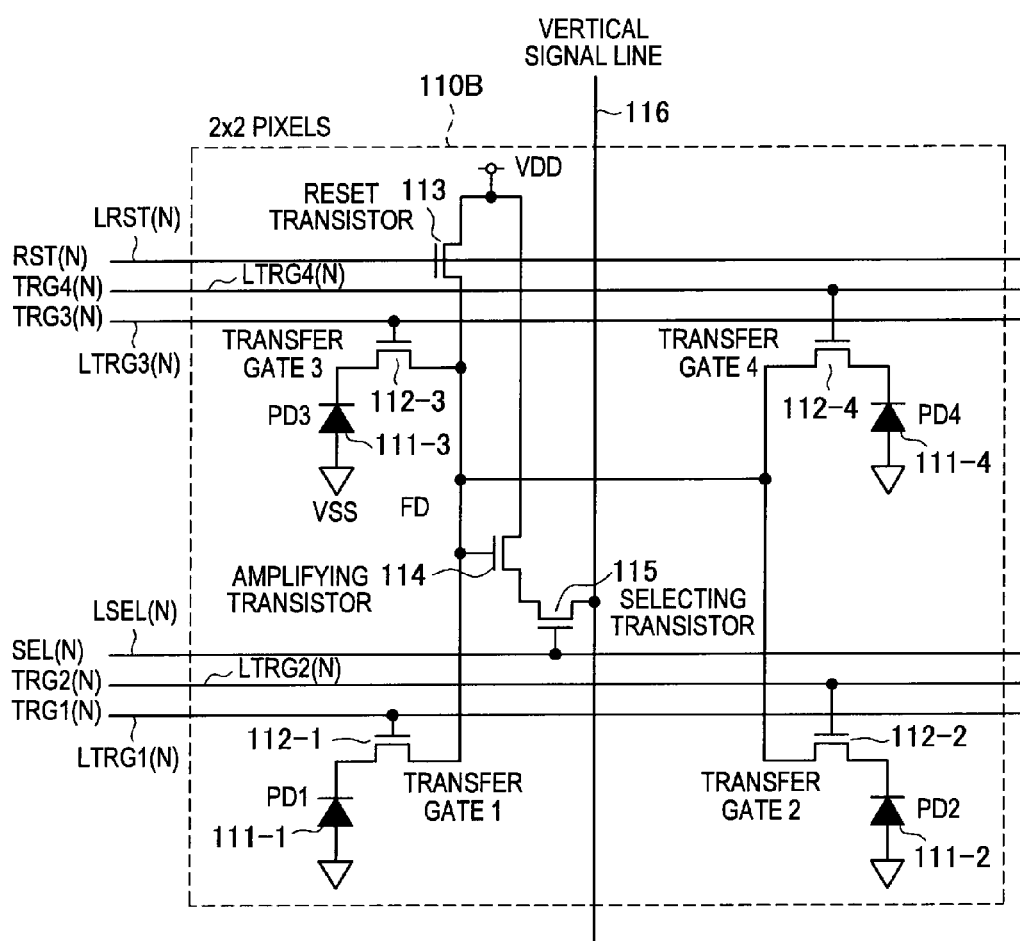 VERTICAL
SIGNAL LINE
110B
116
2x2 PIXELS
VDD
RESET
TRANSISTOR
113
LRST(N)
RST(N)
TRG4(N)
LTRG4(N)
TRG3(N)
LTRG3(N)
TRANSFER
GATE 3
112-3
TRANSFER
GATE 4
112-4
PD3
111-3
PD4
111-4
VSS
FD
AMPLIFYING
TRANSISTOR
114
115
SELECTING
TRANSISTOR
LSEL(N)
SEL(N)
TRG2(N)
LTRG2(N)
TRG1(N)
LTRG1(N)
112-1
112-2
TRANSFER
GATE 1
TRANSFER
GATE 2
PD1
111-1
PD2
111-2